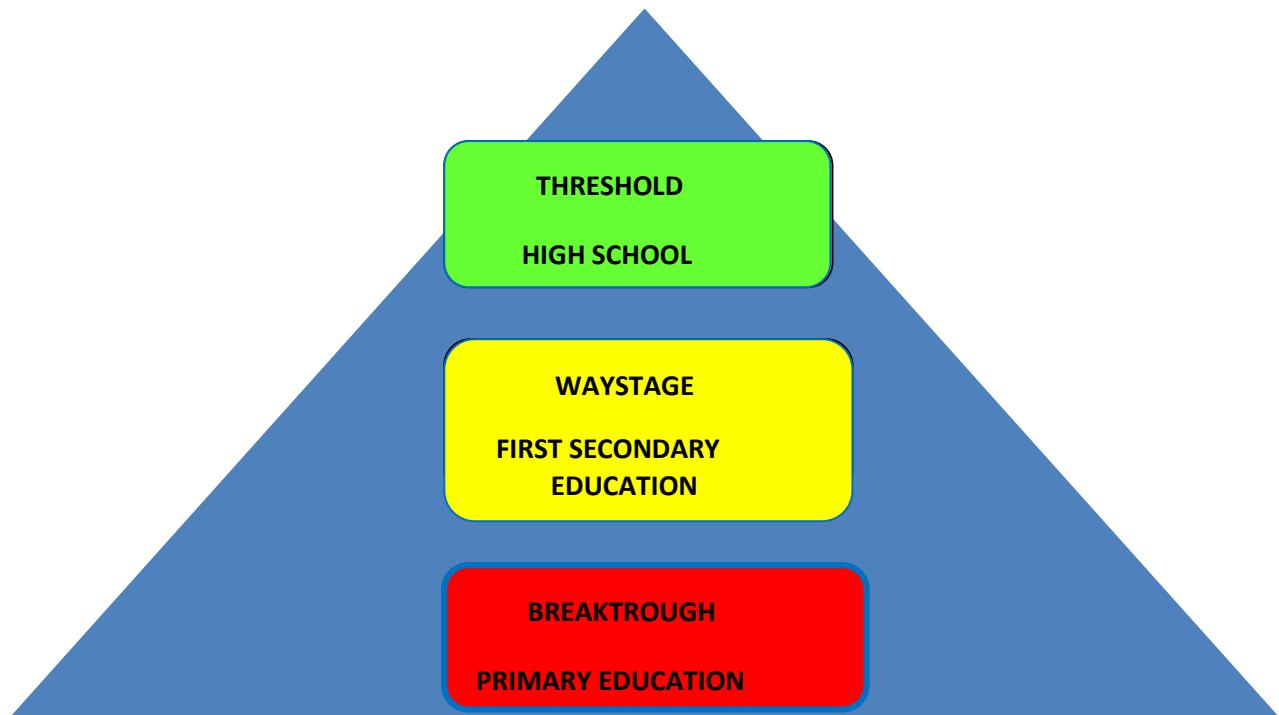 THRESHOLD
HIGH SCHOOL
WAYSTAGE
FIRST SECONDARY
EDUCATION
BREAKTROUGH
PRIMARY EDUCATION